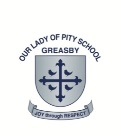 OUR LADY OF PITY SCHOOL
GREASBY
JOY through RESPECT